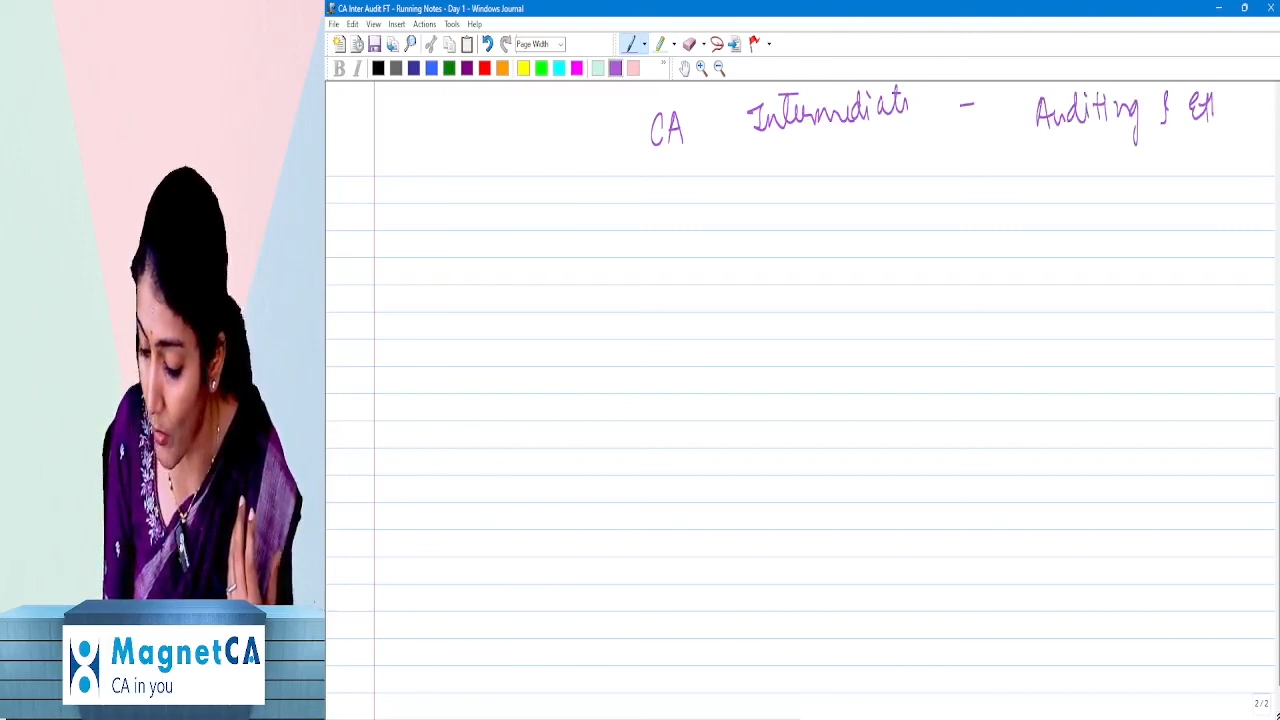 CA Inter Audit FT - Running Notes - Day 1 - Windows Journal
File Edit View Insert Actions Tools Help
Page Width
B I
CA Intermediate - Auditing & Eth
2/2
MagnetCA
CA in you